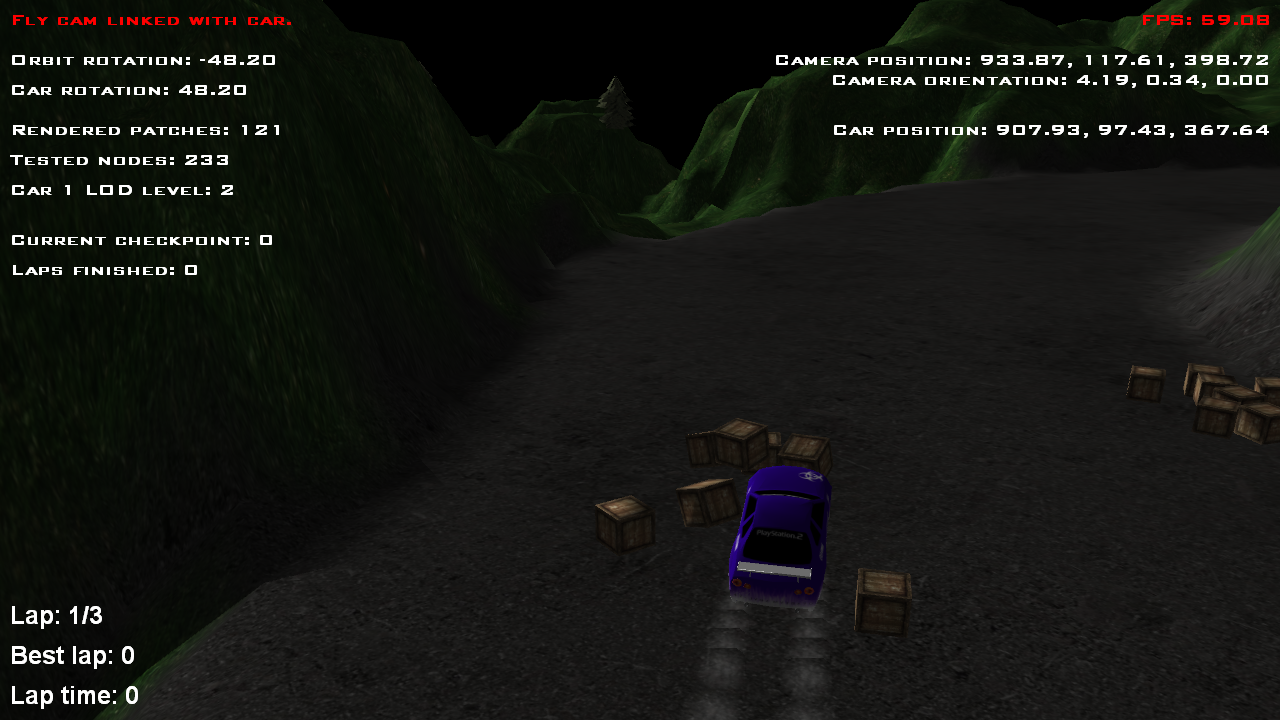 Fly cam linked with car.
FPS: 59.08
Orbit rotation: -48.20
Camera position: 933.87, 117.61, 398.72
Camera orientation: 4.19, 0.34, 0.00
Car rotation: 48.20
Rendered patches: 121
Car position: 907.93, 97.43, 367.64
Tested nodes: 233
Car 1 LOD level: 2
Current checkpoint: 0
Laps finished: 0
PlayStation.2
Lap: 1/3
Best lap: 0
Lap time: 0